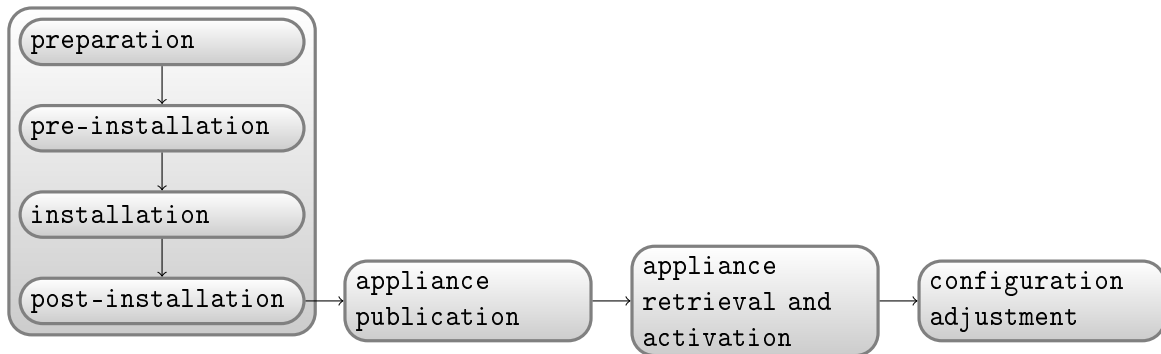 preparation
pre-installation
installation
post-installation
appliance
publication
appliance
retrieval and
activation
configuration
adjustment